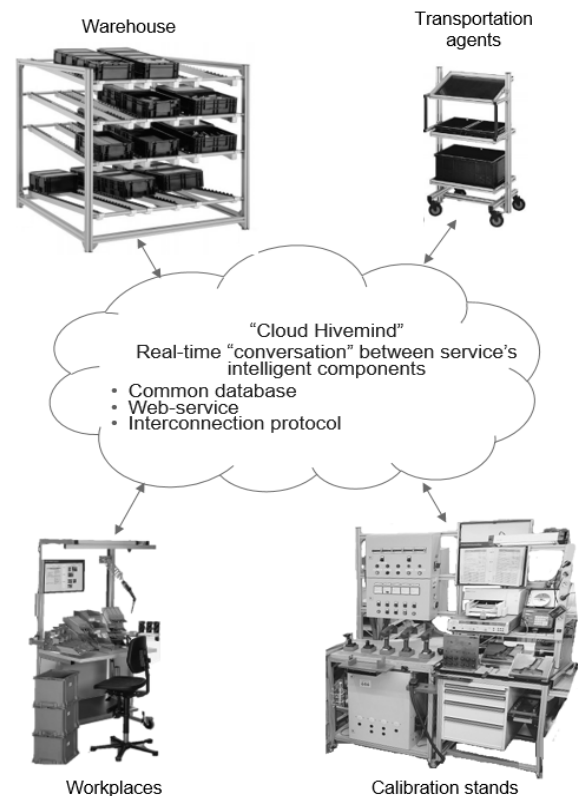 Warehouse
Transportation
agents
“Cloud Hivemind”
Real-time “conversation” between service’s
intelligent components
• Common database
• Web-service
• Interconnection protocol
Workplaces
Calibration stands